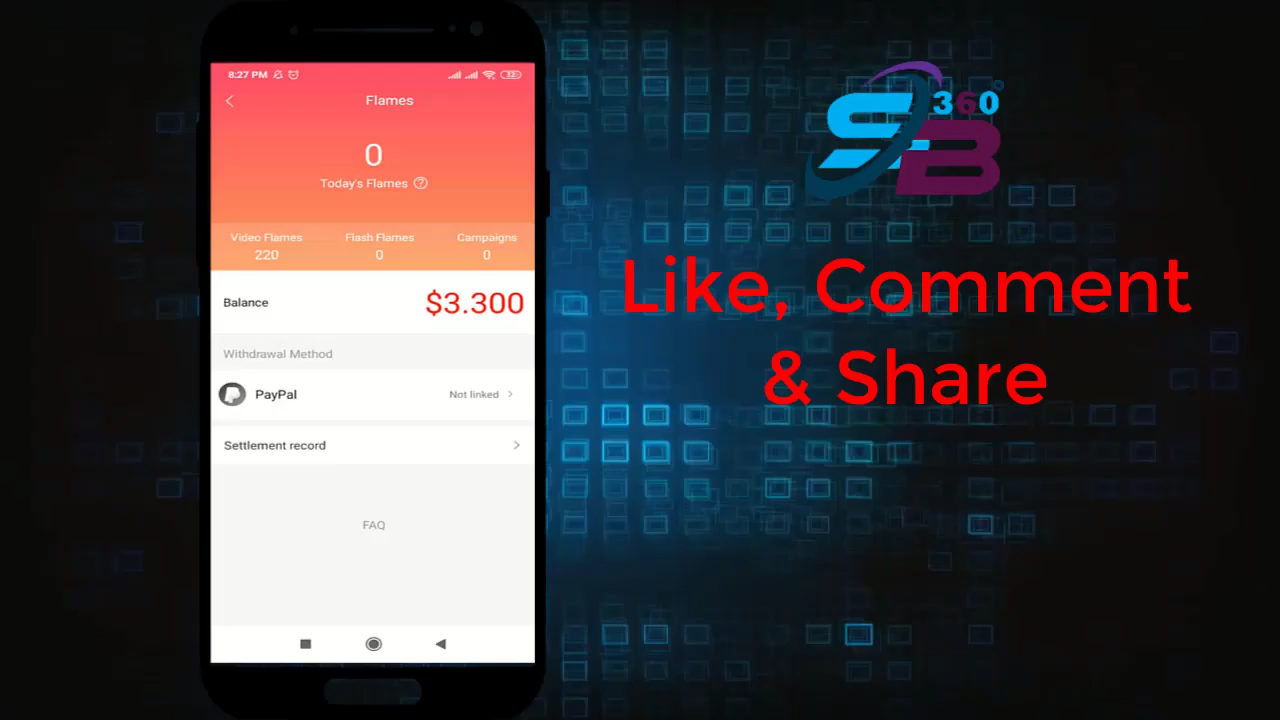 8:27 PM
Flames
0
Today's Flames ?
Video Flames Flash Flames Campaigns
220 0 0
Balance $3.300
Withdrawal Method
PayPal Not linked
Settlement record
FAQ
SB 360°
Like, Comment
& Share